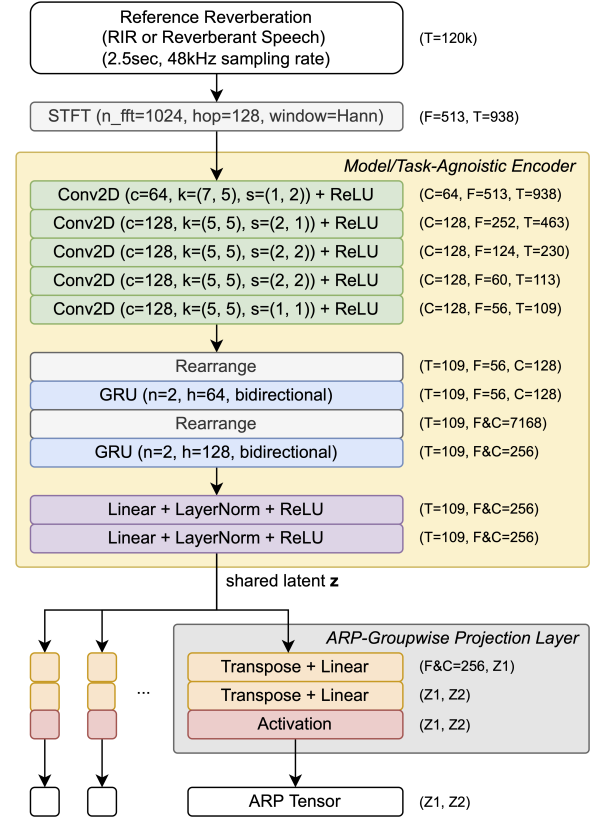 Reference Reverberation
(RIR or Reverberant Speech)
(2.5sec, 48kHz sampling rate)
(T=120k)
STFT (n_fft=1024, hop=128, window=Hann)
(F=513, T=938)
Model/Task-Agnoistic Encoder
Conv2D (c=64, k=(7, 5), s=(1, 2)) + ReLU
(C=64, F=513, T=938)
Conv2D (c=128, k=(5, 5), s=(2, 1)) + ReLU
(C=128, F=252, T=463)
Conv2D (c=128, k=(5, 5), s=(2, 2)) + ReLU
(C=128, F=124, T=230)
Conv2D (c=128, k=(5, 5), s=(2, 2)) + ReLU
(C=128, F=60, T=113)
Conv2D (c=128, k=(5, 5), s=(1, 1)) + ReLU
(C=128, F=56, T=109)
Rearrange
(T=109, F=56, C=128)
GRU (n=2, h=64, bidirectional)
(T=109, F=56, C=128)
Rearrange
(T=109, F&C=7168)
GRU (n=2, h=128, bidirectional)
(T=109, F&C=256)
Linear + LayerNorm + ReLU
(T=109, F&C=256)
Linear + LayerNorm + ReLU
(T=109, F&C=256)
shared latent z
ARP-Groupwise Projection Layer
Transpose + Linear
(F&C=256, Z1)
Transpose + Linear
(Z1, Z2)
...
Activation
(Z1, Z2)
ARP Tensor
(Z1, Z2)